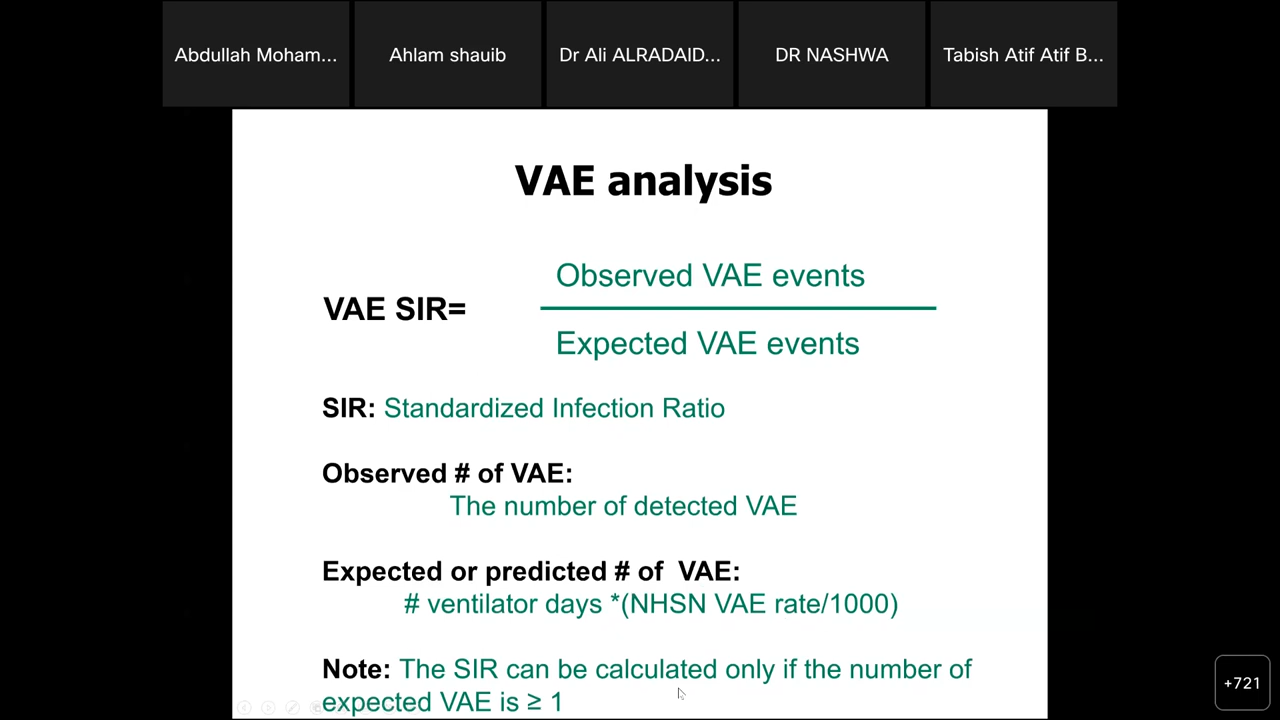 Abdullah Moham...
Ahlam shauib
Dr Ali ALRADAID...
DR NASHWA
Tabish Atif Atif B...
VAE analysis
VAE SIR=
Observed VAE events
Expected VAE events
SIR: Standardized Infection Ratio
Observed # of VAE:
The number of detected VAE
Expected or predicted # of VAE:
# ventilator days *(NHSN VAE rate/1000)
Note: The SIR can be calculated only if the number of
expected VAE is ≥ 1
+721